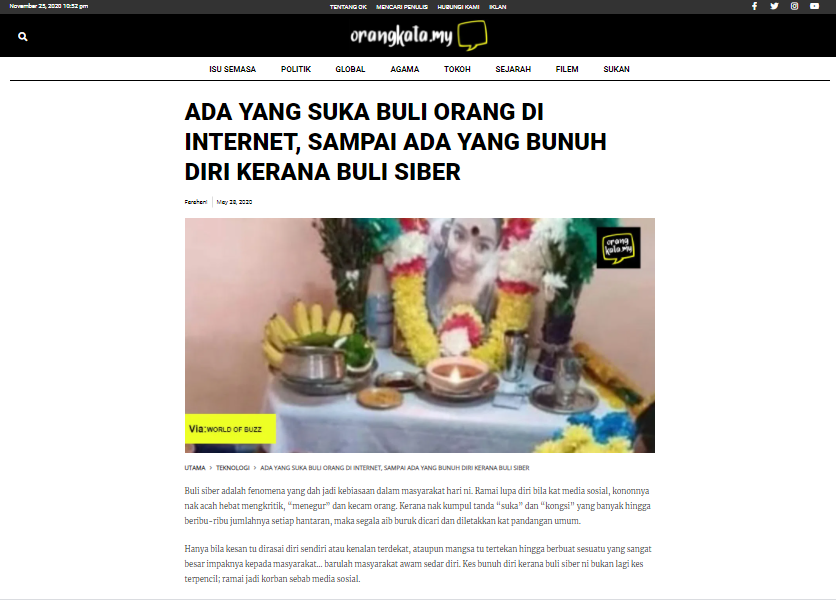 November 25, 2020 10:52 pm
TENTANG OK MENCARI PENULIS HUBUNGI KAMI IKLAN
orangkata.my
ISU SEMASA POLITIK GLOBAL AGAMA TOKOH SEJARAH FILEM SUKAN
ADA YANG SUKA BULI ORANG DI
INTERNET, SAMPAI ADA YANG BUNUH
DIRI KERANA BULI SIBER
Farahani May 28, 2020
orang
kata.my
Via:WORLD OF BUZZ
UTAMA > TEKNOLOGI > ADA YANG SUKA BULI ORANG DI INTERNET, SAMPAI ADA YANG BUNUH DIRI KERANA BULI SIBER
Buli siber adalah fenomena yang dah jadi kebiasaan dalam masyarakat hari ni. Ramai lupa diri bila kat media sosial, kononnya
nak acah hebat mengkritik, “menegur” dan kecam orang. Kerana nak kumpul tanda “suka” dan “kongsi” yang banyak hingga
beribu-ribu jumlahnya setiap hantaran, maka segala aib buruk dicari dan diletakkan kat pandangan umum.
Hanya bila kesan tu dirasai diri sendiri atau kenalan terdekat, ataupun mangsa tu tertekan hingga berbuat sesuatu yang sangat
besar impaknya kepada masyarakat... barulah masyarakat awam sedar diri. Kes bunuh diri kerana buli siber ni bukan lagi kes
terpencil; ramai jadi korban sebab media sosial.